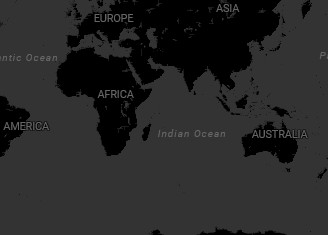 ASIA
EUROPE
ntic Ocean
P
AFRICA
AMERICA
Indian Ocean
AUSTRALIA